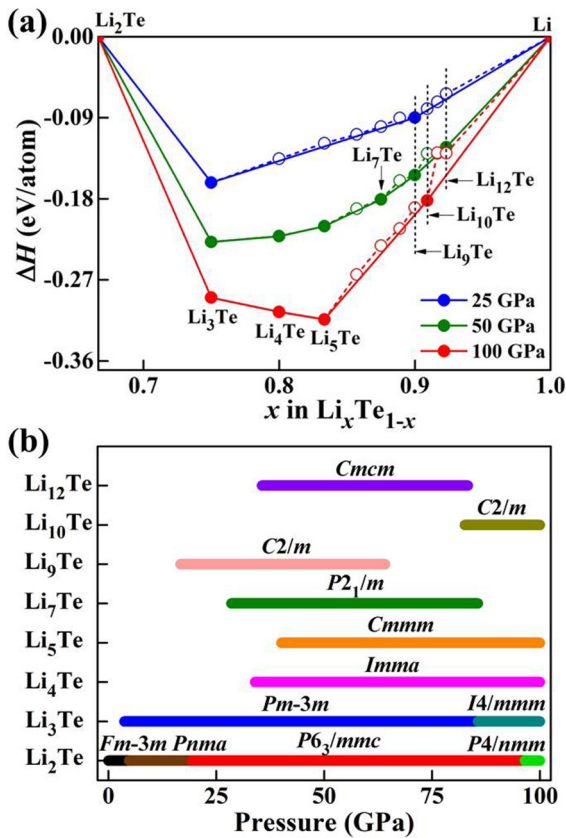 (a)
Li₂Te Li
0.00
-0.09
-0.18
-0.27
-0.36
ΔH (eV/atom)
Li₇Te
Li₁₂Te
Li₁₀Te
Li₉Te
Li₃Te Li₄Te Li₅Te
25 GPa
50 GPa
100 GPa
0.7 0.8 0.9 1.0
x in LiₓTe₁₋ₓ
(b)
Li₁₂Te Cmcm
Li₁₀Te C2/m
Li₉Te C2/m
Li₇Te P2₁/m
Li₅Te Cmmm
Li₄Te Imma
Li₃Te Pm-3m I4/mmm
Li₂Te Fm-3m Pnma P6₃/mmc P4/nmm
0 25 50 75 100
Pressure (GPa)